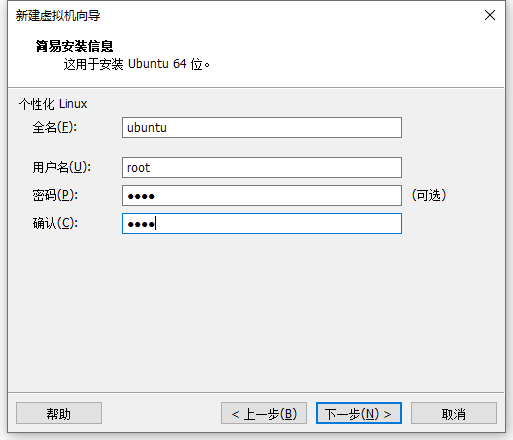 新建虚拟机向导
简易安装信息
这用于安装 Ubuntu 64 位。
个性化 Linux
全名(F):
ubuntu
用户名(U):
root
密码(P):
●●●●
(可选)
确认(C):
●●●●
帮助
< 上一步(B)
下一步(N) >
取消